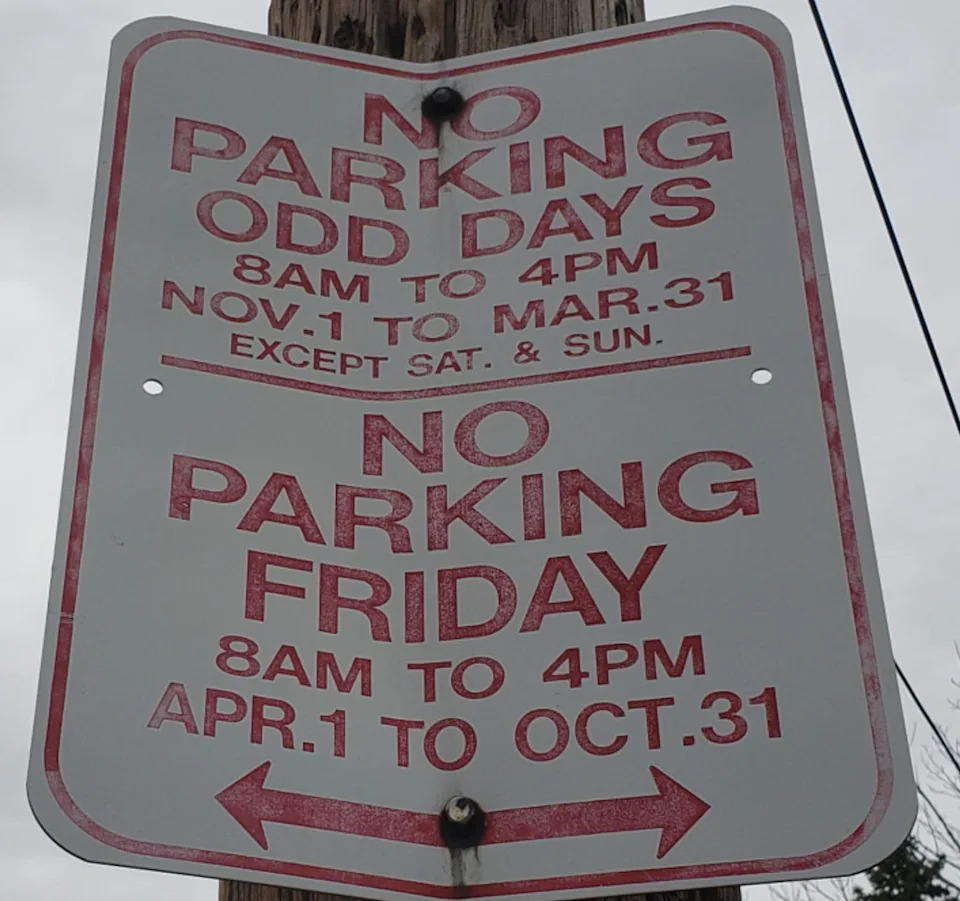 NO
PARKING
ODD DAYS
8AM TO 4PM
NOV.1 TO MAR.31
EXCEPT SAT. & SUN.
NO
PARKING
FRIDAY
8AM TO 4PM
APR.1 TO OCT.31